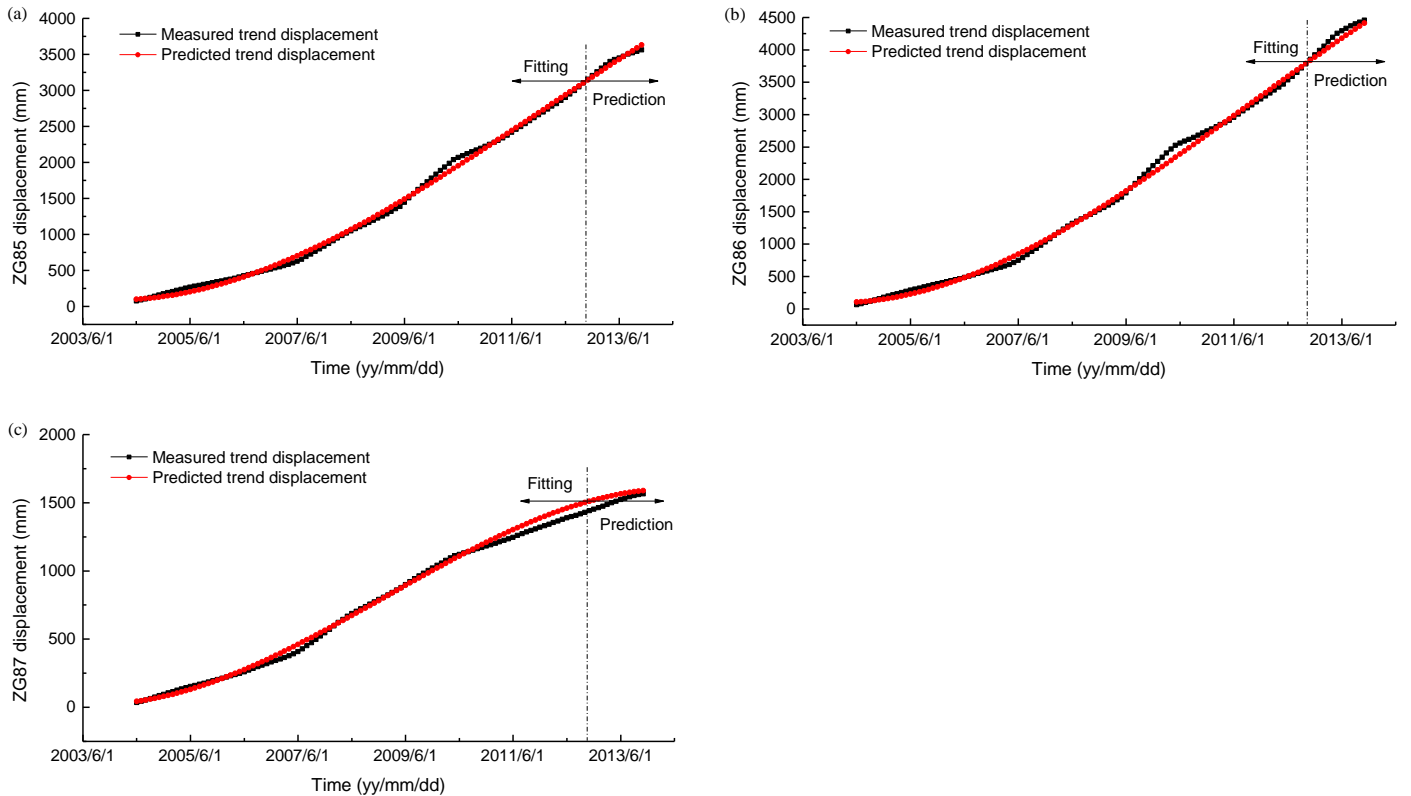 (a)
4000
3500
3000
2500
2000
1500
1000
500
0
ZG85 displacement (mm)
Measured trend displacement
Predicted trend displacement
Fitting
Prediction
2003/6/1 2005/6/1 2007/6/1 2009/6/1 2011/6/1 2013/6/1
Time (yy/mm/dd)
(b)
4500
4000
3500
3000
2500
2000
1500
1000
500
0
ZG86 displacement (mm)
Measured trend displacement
Predicted trend displacement
Fitting
Prediction
2003/6/1 2005/6/1 2007/6/1 2009/6/1 2011/6/1 2013/6/1
Time (yy/mm/dd)
(c)
2000
1500
1000
500
0
ZG87 displacement (mm)
Measured trend displacement
Predicted trend displacement
Fitting
Prediction
2003/6/1 2005/6/1 2007/6/1 2009/6/1 2011/6/1 2013/6/1
Time (yy/mm/dd)